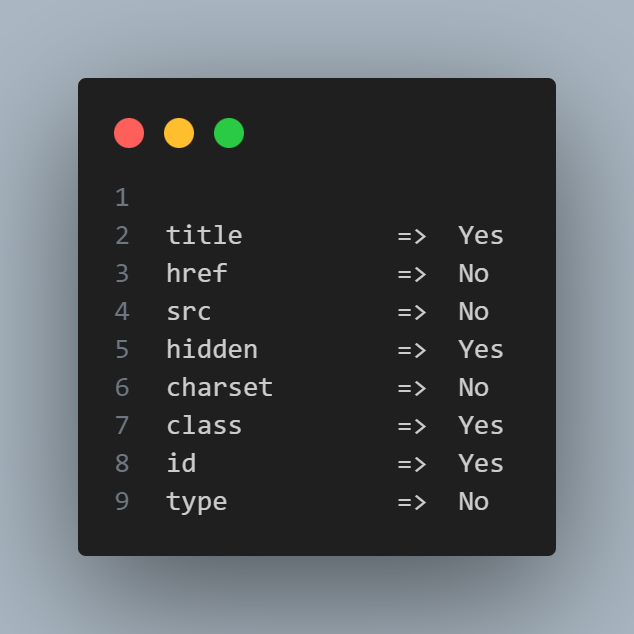 1
2 title => Yes
3 href => No
4 src => No
5 hidden => Yes
6 charset => No
7 class => Yes
8 id => Yes
9 type => No